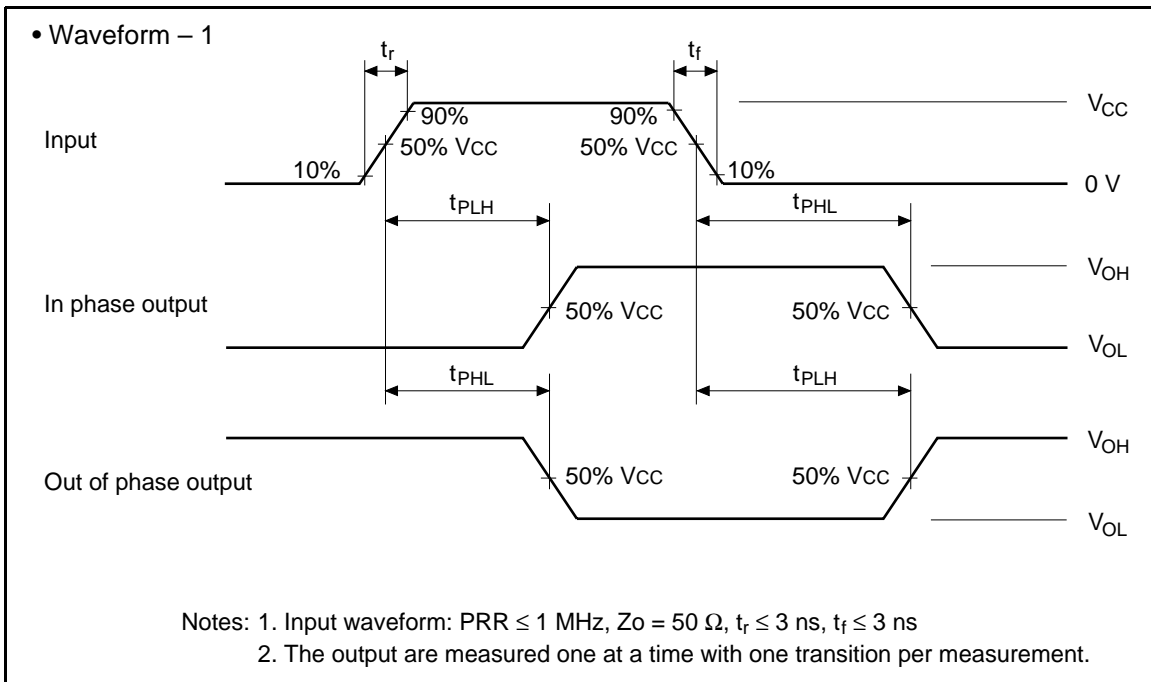 • Waveform – 1
tr
tf
VCC
90%
90%
Input
50% VCC
50% VCC
10%
10%
0 V
tPLH
tPHL
VOH
In phase output
50% VCC
50% VCC
VOL
tPHL
tPLH
VOH
Out of phase output
50% VCC
50% VCC
VOL
Notes: 1. Input waveform: PRR ≤ 1 MHz, Zo = 50 Ω, tr ≤ 3 ns, tf ≤ 3 ns
2. The output are measured one at a time with one transition per measurement.